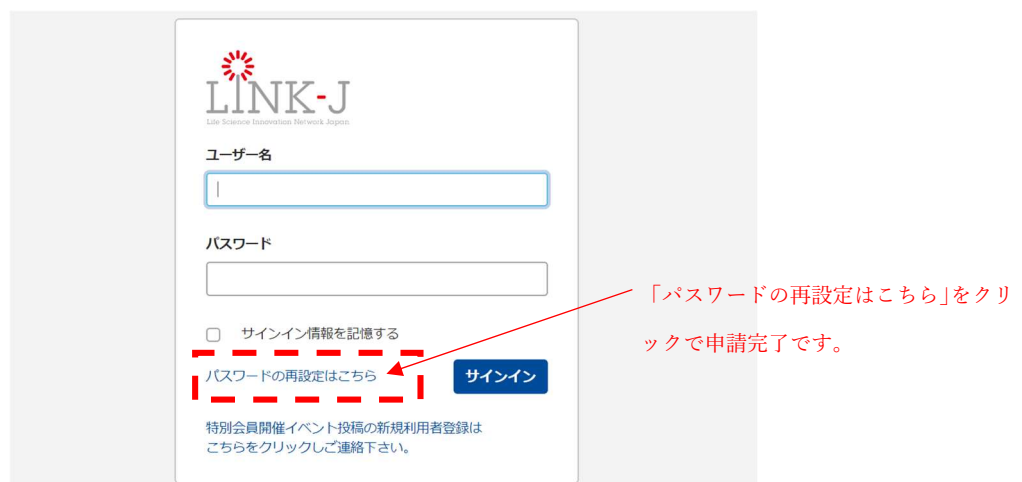 LINK-J
Life Science Innovation Network Japan
ユーザー名
パスワード
サインイン情報を記憶する
パスワードの再設定はこちら
サインイン
特別会員開催イベント投稿の新規利用者登録は
こちらをクリックしご連絡下さい。
「パスワードの再設定はこちら」をクリ
ックで申請完了です。